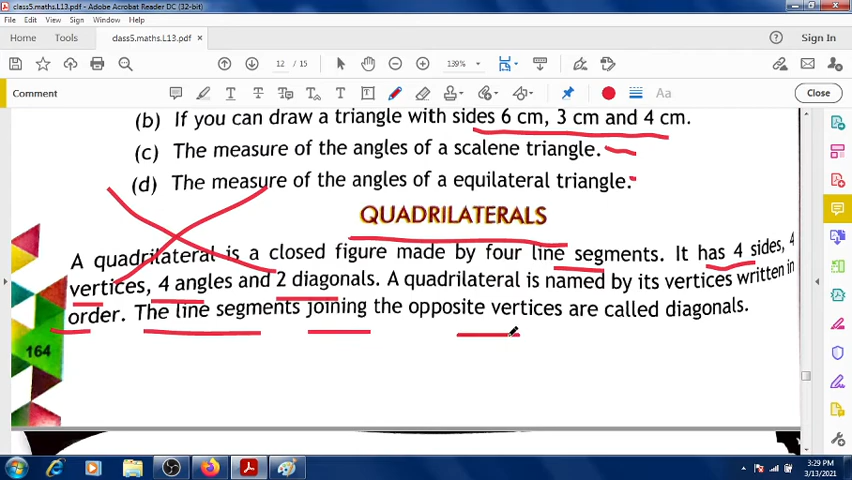 class5.maths.L13.pdf - Adobe Acrobat Reader DC (32-bit)
File Edit View Sign Window Help
Home Tools class5.maths.L13.pdf × Sign In
12 / 15 139%
Comment Aa Close
(b) If you can draw a triangle with sides 6 cm, 3 cm and 4 cm.
(c) The measure of the angles of a scalene triangle.
(d) The measure of the angles of a equilateral triangle.
QUADRILATERALS
A quadrilateral is a closed figure made by four line segments. It has 4 sides, 4
vertices, 4 angles and 2 diagonals. A quadrilateral is named by its vertices written in
order. The line segments joining the opposite vertices are called diagonals.
164
3:29 PM
3/13/2021